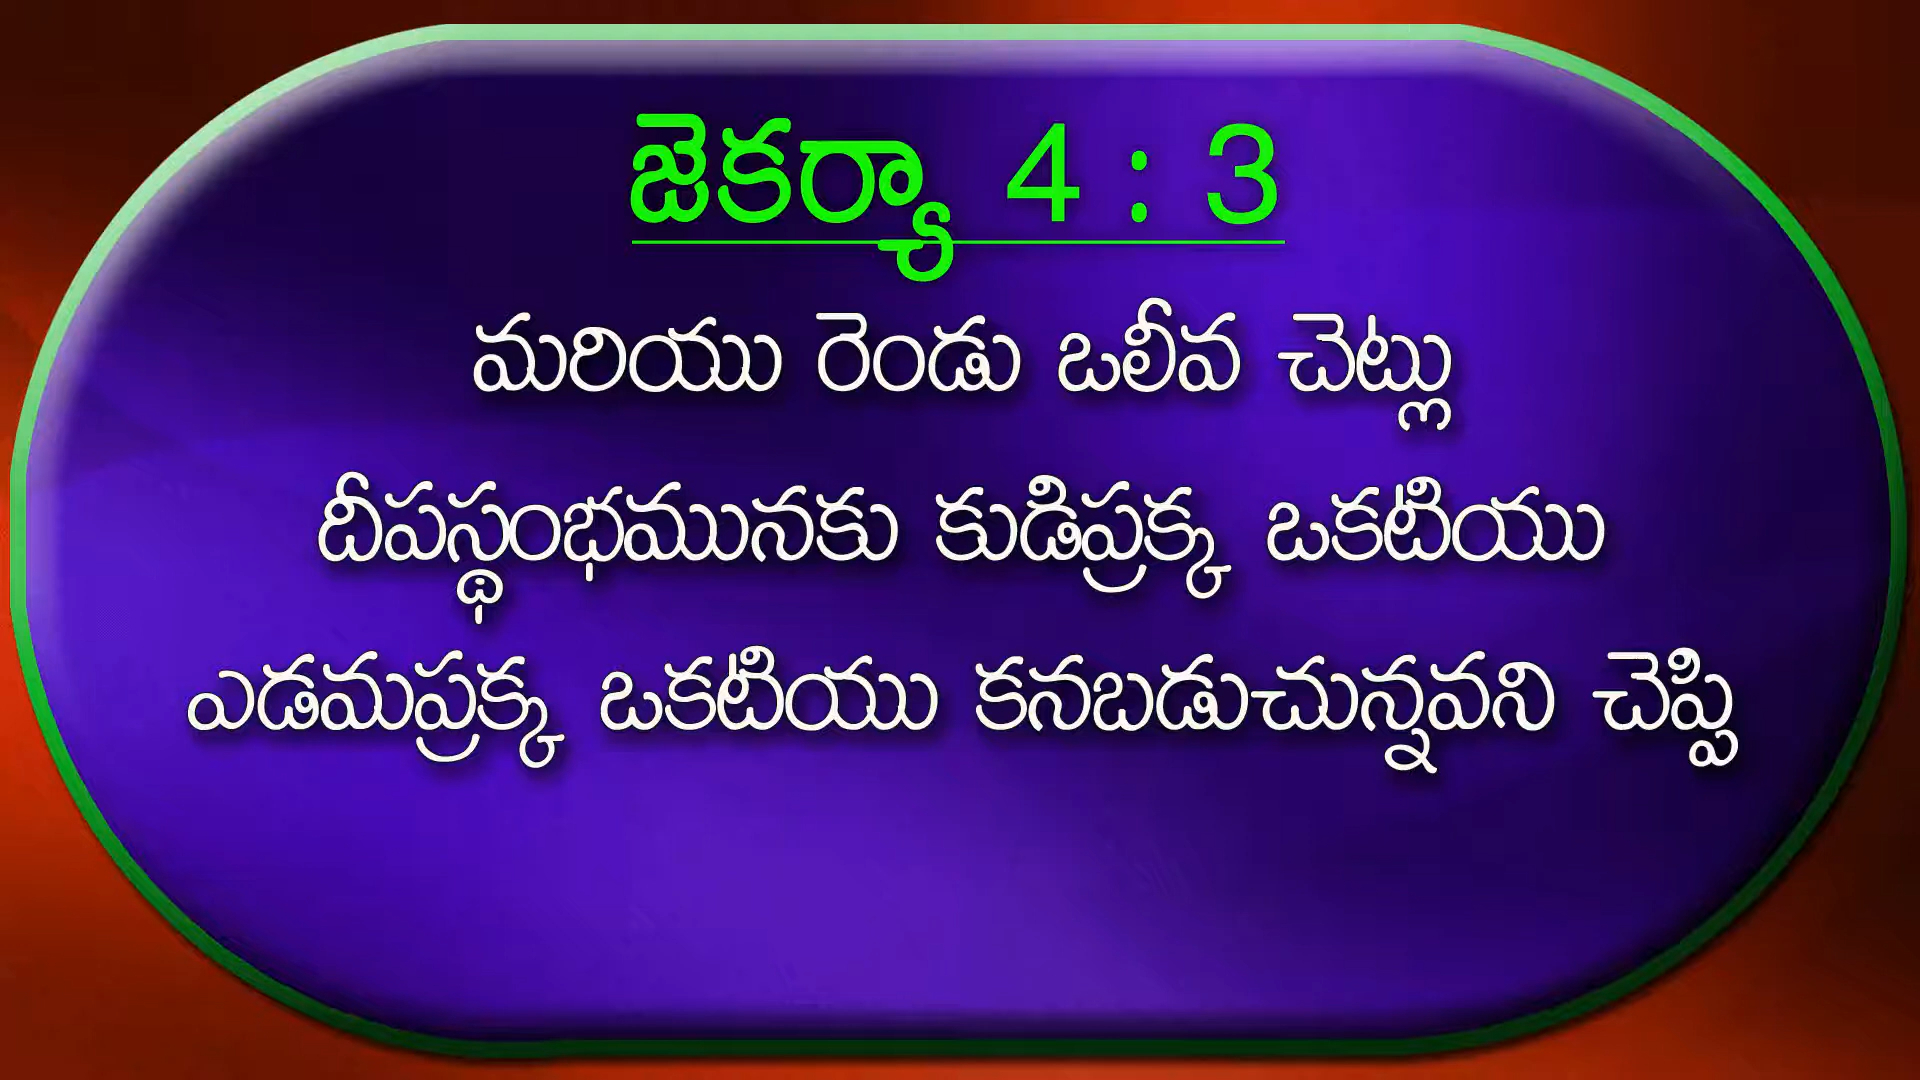 జెకర్యా 4 : 3
మరియు రెండు ఒలీవ చెట్లు
దీపస్థంభమునకు కుడిప్రక్క ఒకటియు
ఎడమప్రక్క ఒకటియు కనబడుచున్నవని చెప్పి